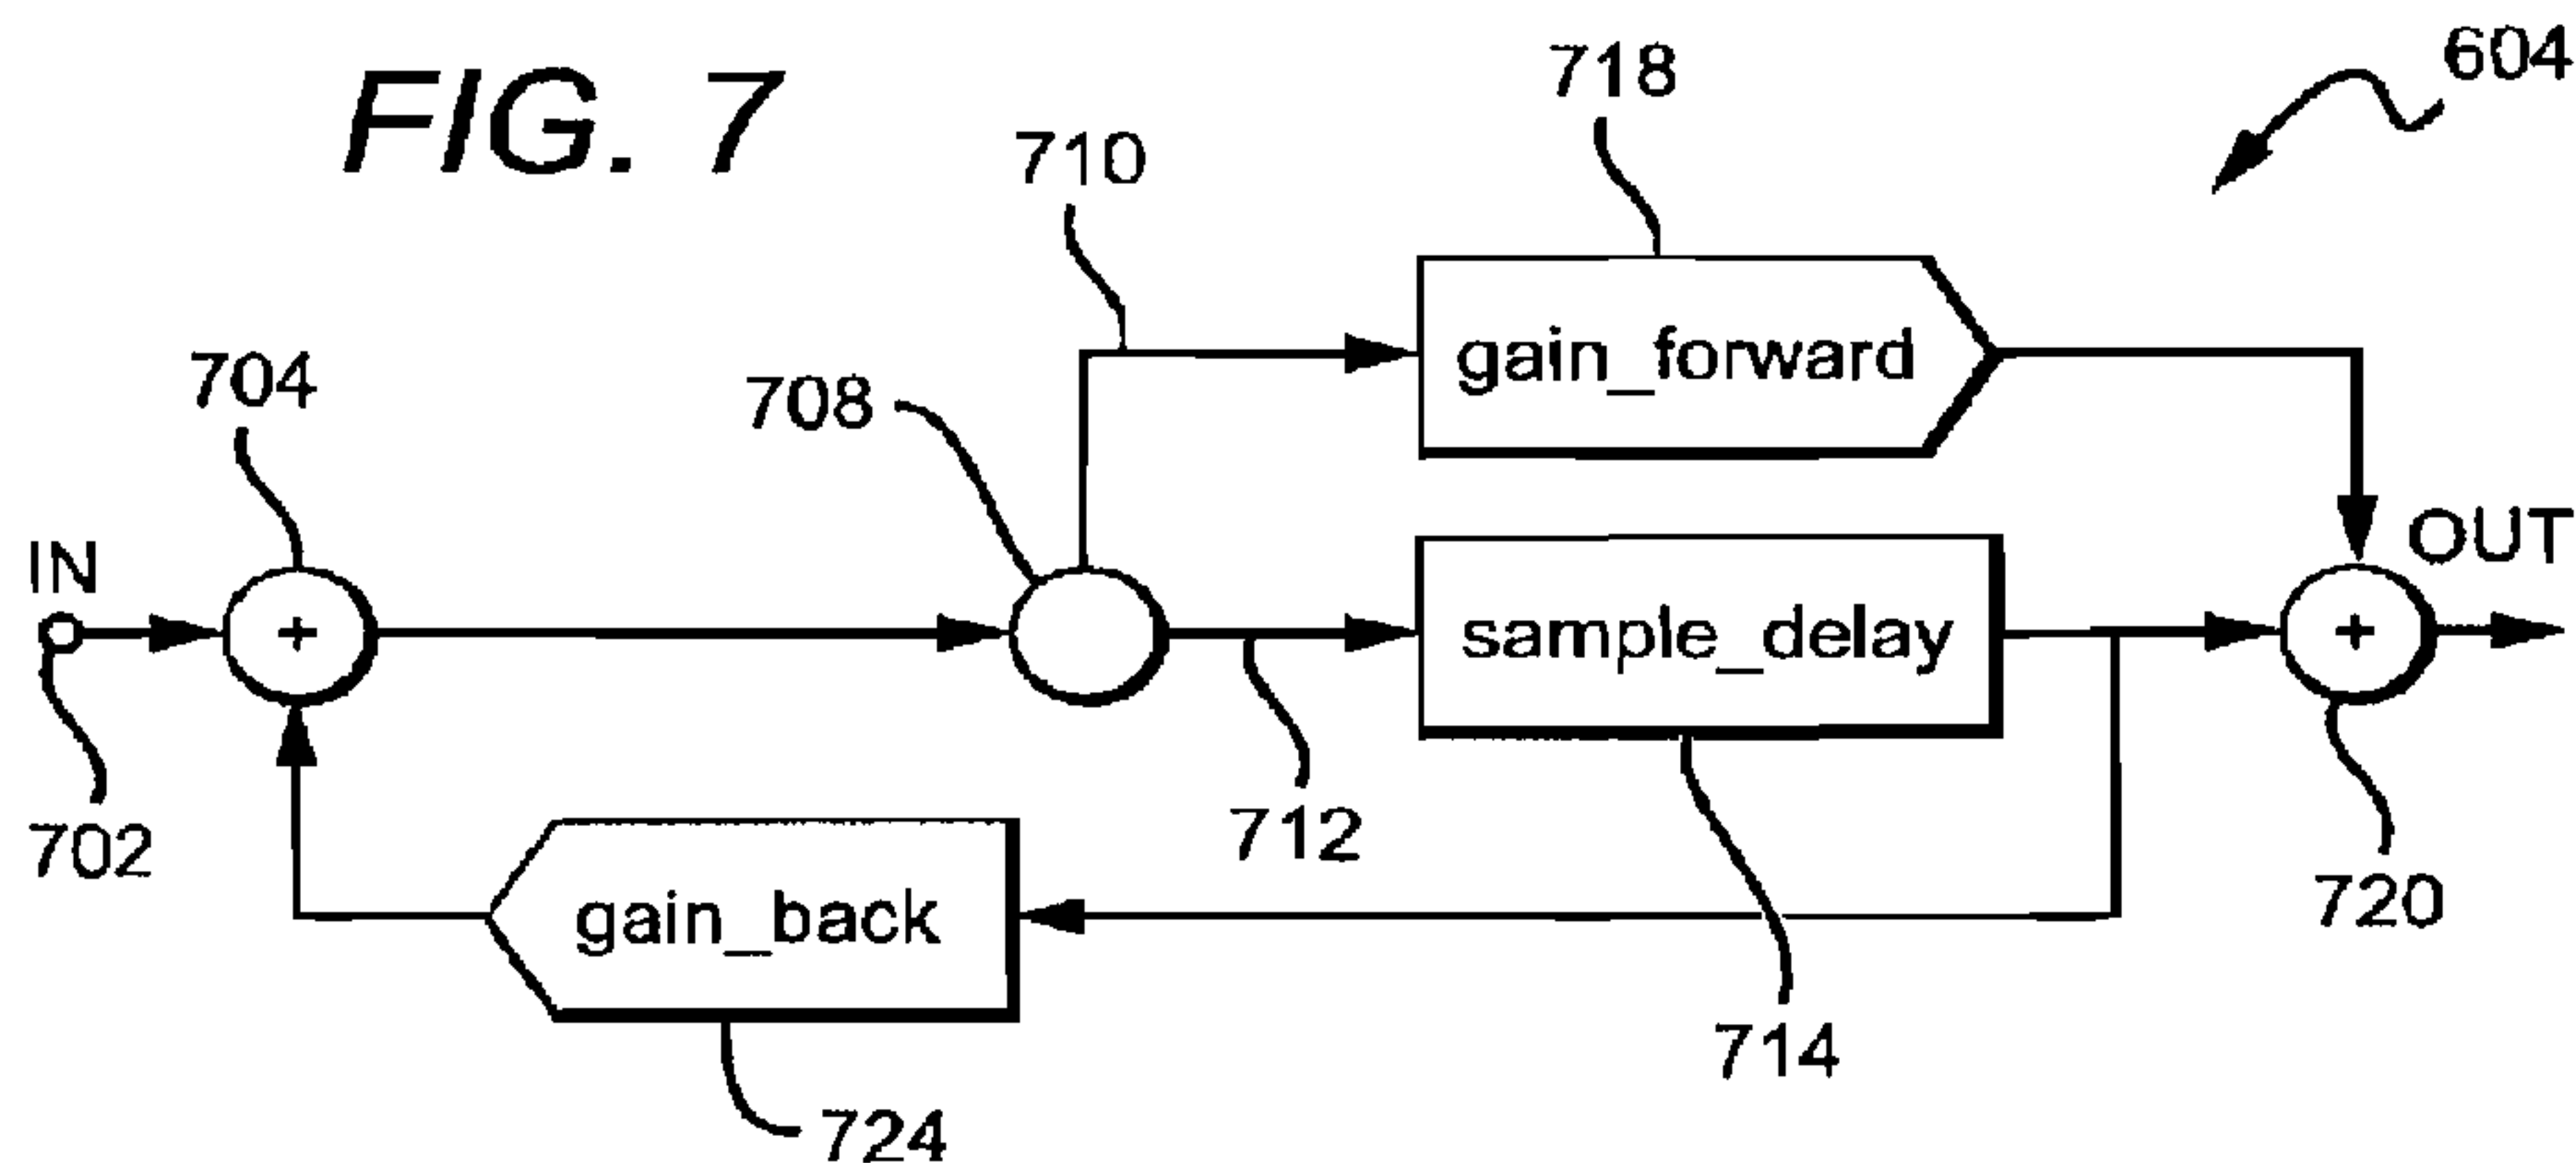 FIG. 7
604
718
710
gain_forward
704
708
IN
+
sample_delay
+
OUT
702
712
gain_back
720
714
724